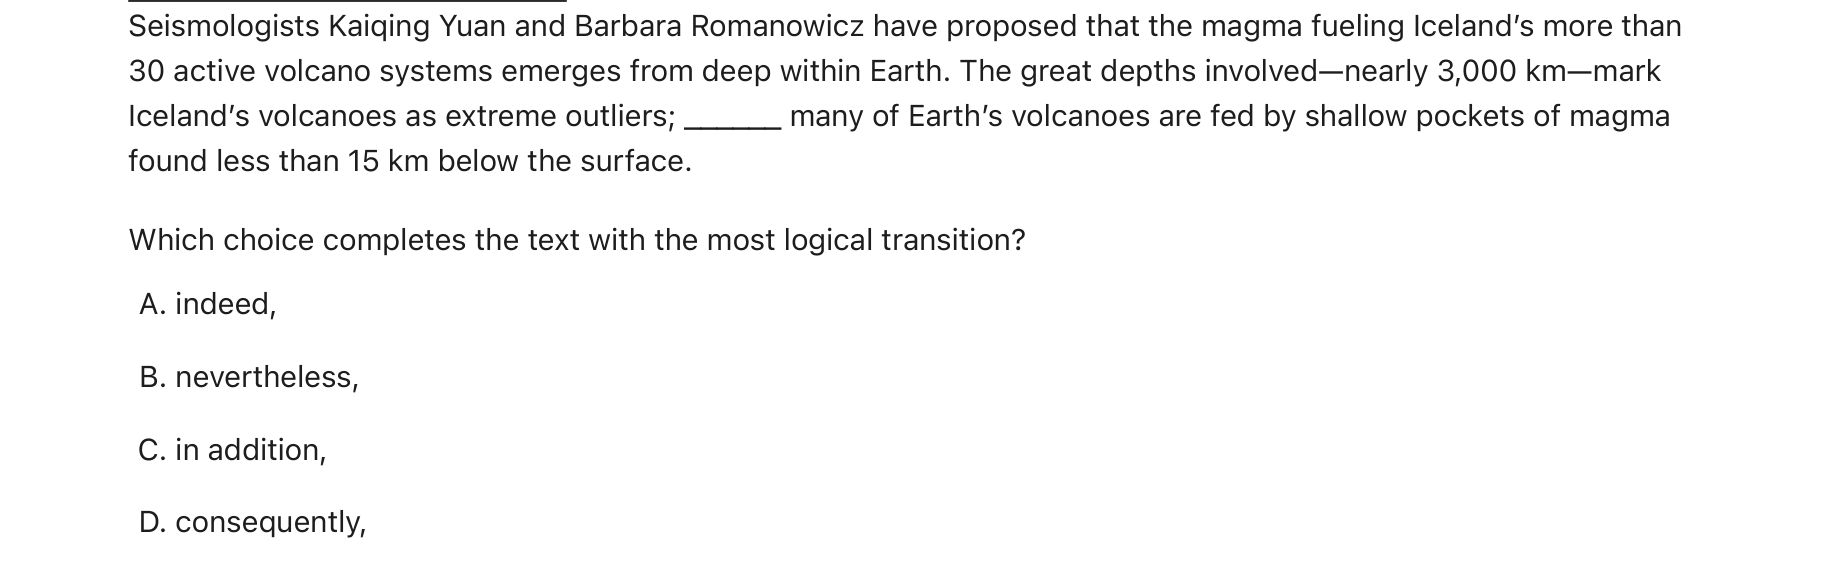 Seismologists Kaiqing Yuan and Barbara Romanowicz have proposed that the magma fueling Iceland’s more than
30 active volcano systems emerges from deep within Earth. The great depths involved—nearly 3,000 km—mark
Iceland’s volcanoes as extreme outliers; ______ many of Earth’s volcanoes are fed by shallow pockets of magma
found less than 15 km below the surface.
Which choice completes the text with the most logical transition?
A. indeed,
B. nevertheless,
C. in addition,
D. consequently,